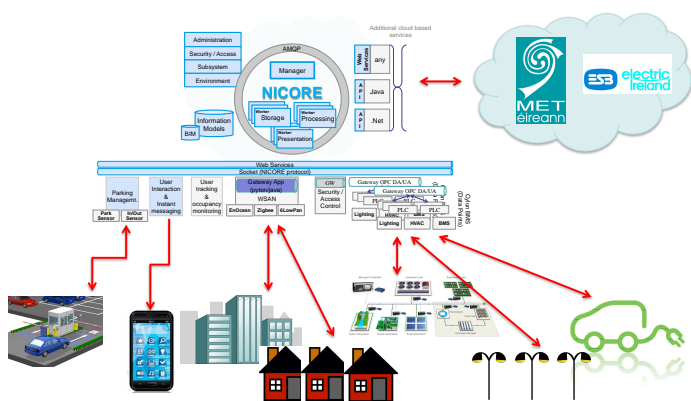 Additional cloud based
services
Administration
Security / Access
Subsystem
Environment
AMQP
Manager
NICORE
Worker
Storage
Worker
Processing
Worker
Presentation
Web
Services
any
API
Java
API
.Net
MET
éireann
ESB
electric
Ireland
Information
Models
BIM
Web Services
Socket (NICORE protocol)
Parking
Managemt.
Park
Sensor
In/Out
Sensor
User
Interaction &
Instant
messaging
User
tracking &
occupancy
monitoring
Gateway App
(pyton/java)
WSAN
EnOcean
Zigbee
6LowPan
GW
Security /
Access
Control
Gateway OPC DA/UA
Gateway OPC DA/UA
PLC
PLC
Lighting
HVAC
Lighting
HVAC
BMS
Cylon BMS
(Data Points)